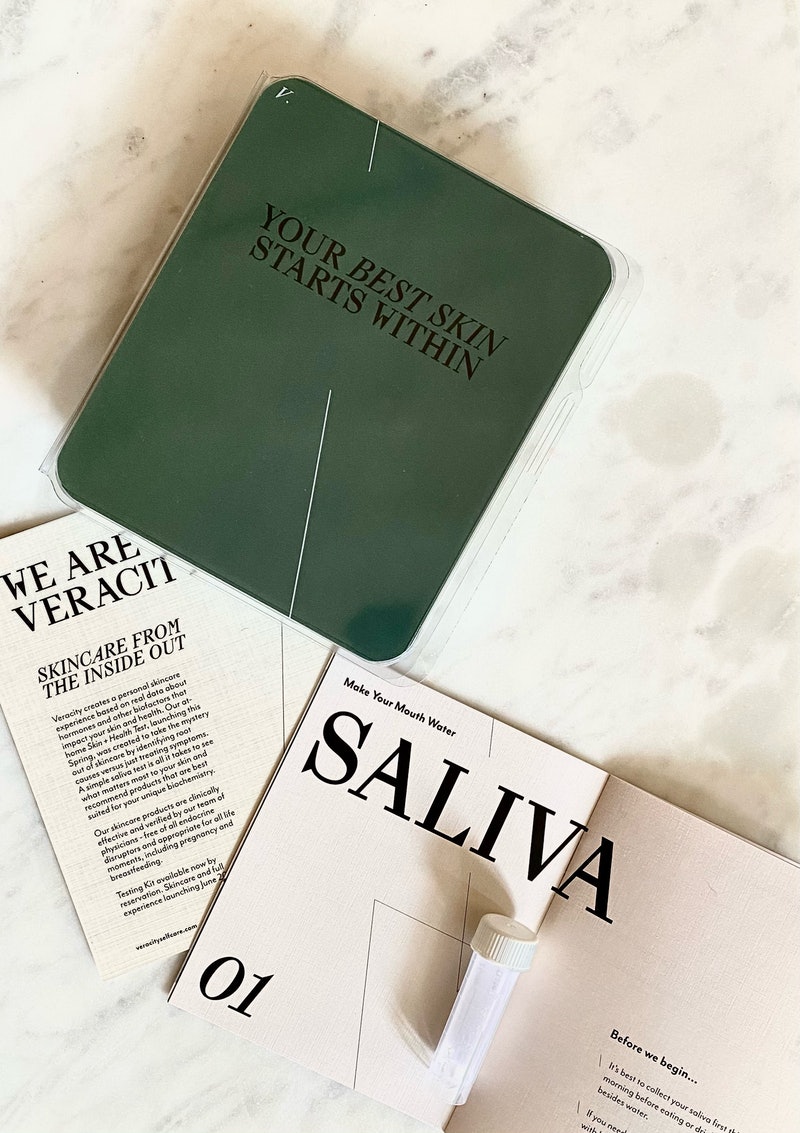 V.
YOUR BEST SKIN
STARTS WITHIN
WE ARE
VERACIT
SKINCARE FROM
THE INSIDE OUT
Veracity creates a personal skincare
experience based on real data about
hormones and other biofactors that
impact your skin and health. Our at-
home Skin + Health Test, launching this
Spring, was created to take the mystery
out of skincare by identifying root
causes versus just treating symptoms.
A simple saliva test is all it takes to see
what matters most to your skin and
recommend products that are best
suited for your unique biochemistry.
Our skincare products are clinically
effective and verified by our team of
physicians - free of all endocrine
disruptors and appropriate for all life
moments, including pregnancy and
breastfeeding.
Testing Kit available now by
reservation. Skincare and full
experience launching June
veracityselfcare.com
Make Your Mouth Water
SALIVA
01
Before we begin...
It's best to collect your saliva first
morning before eating or
besides water.
If you need